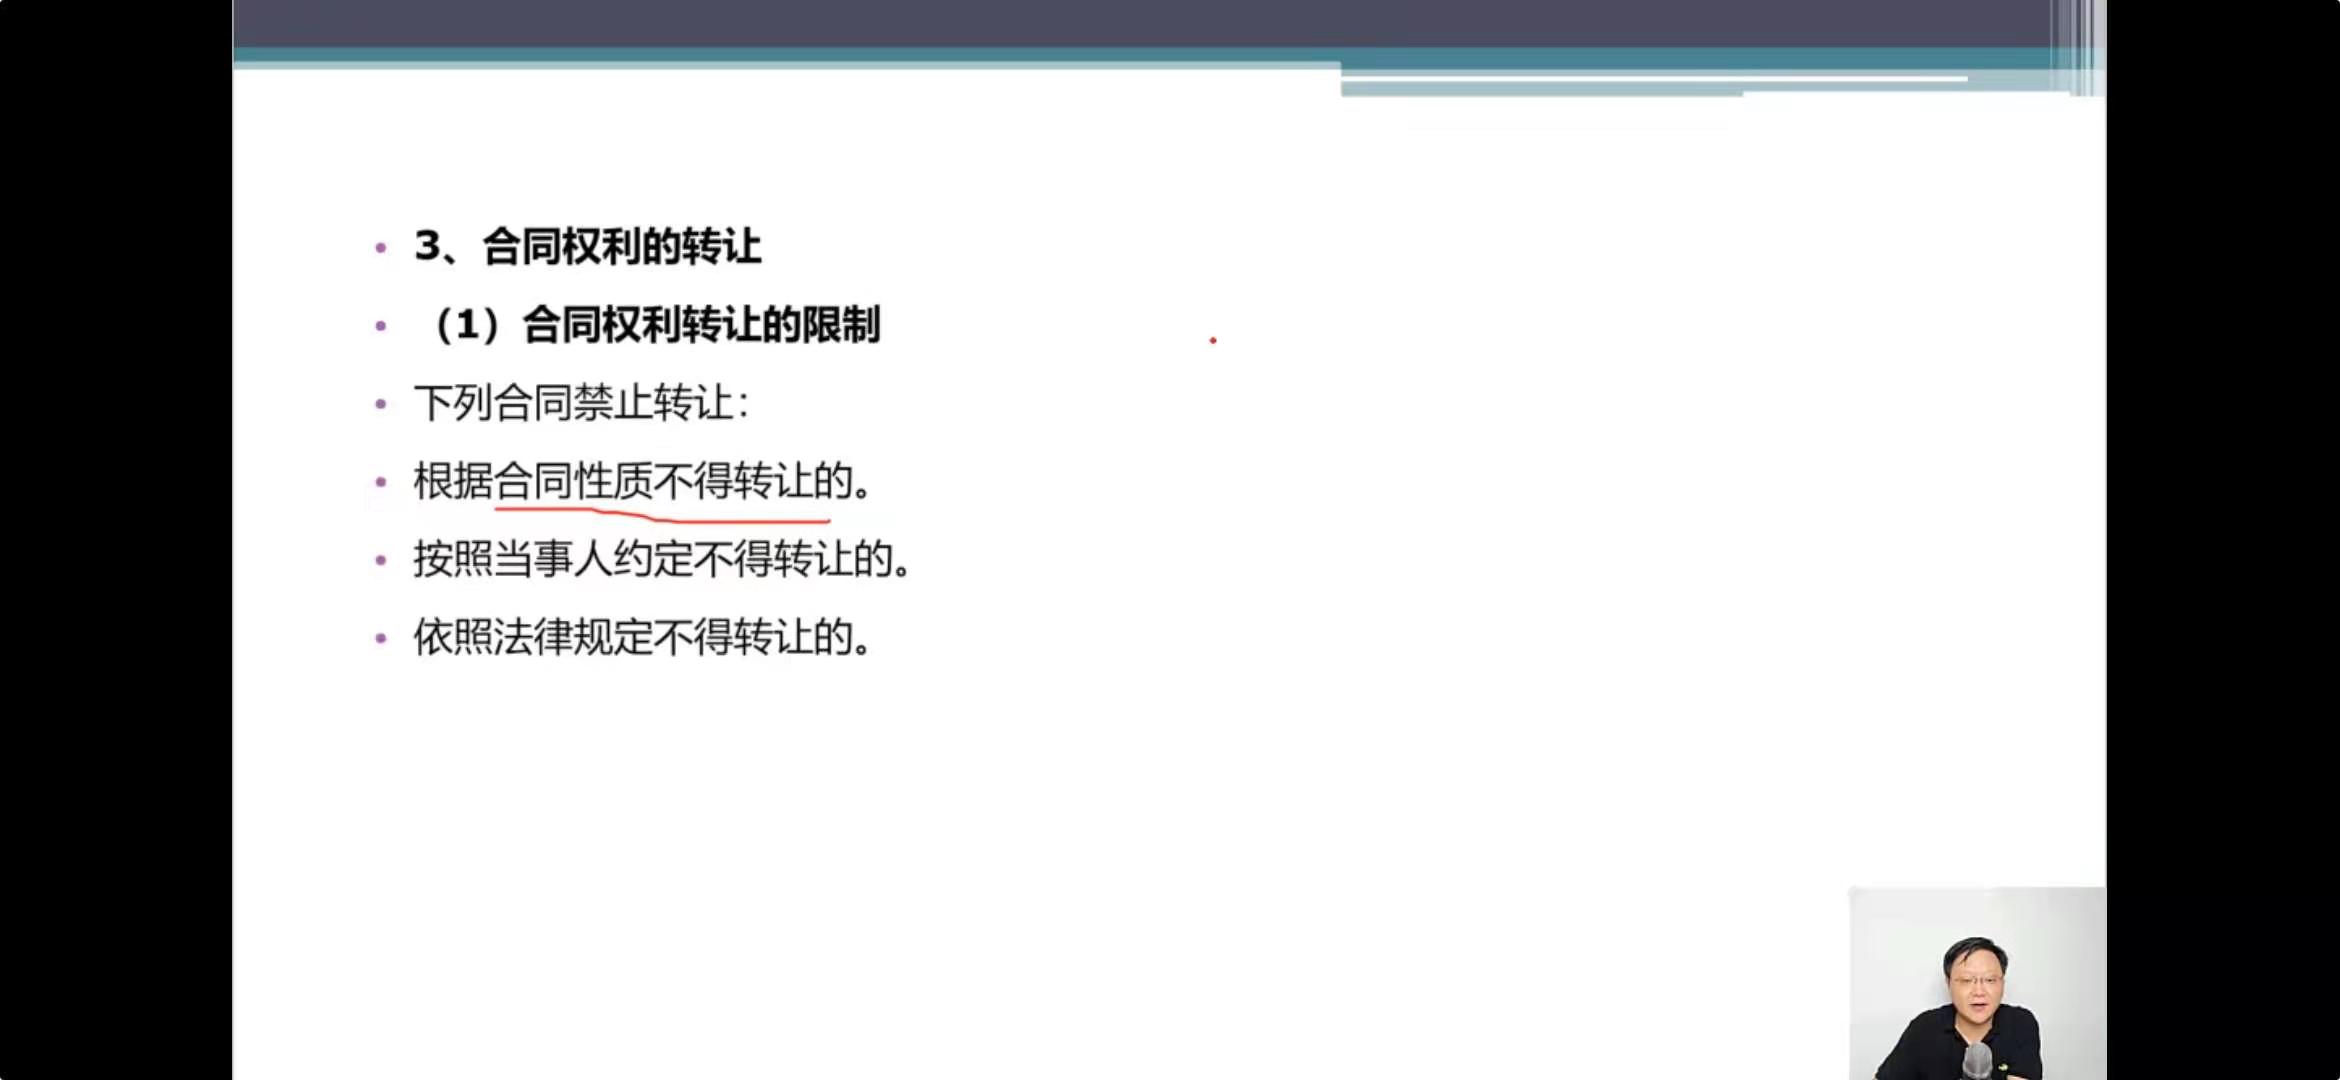 3、合同权利的转让
（1）合同权利转让的限制
下列合同禁止转让：
根据合同性质不得转让的。
按照当事人约定不得转让的。
依照法律规定不得转让的。